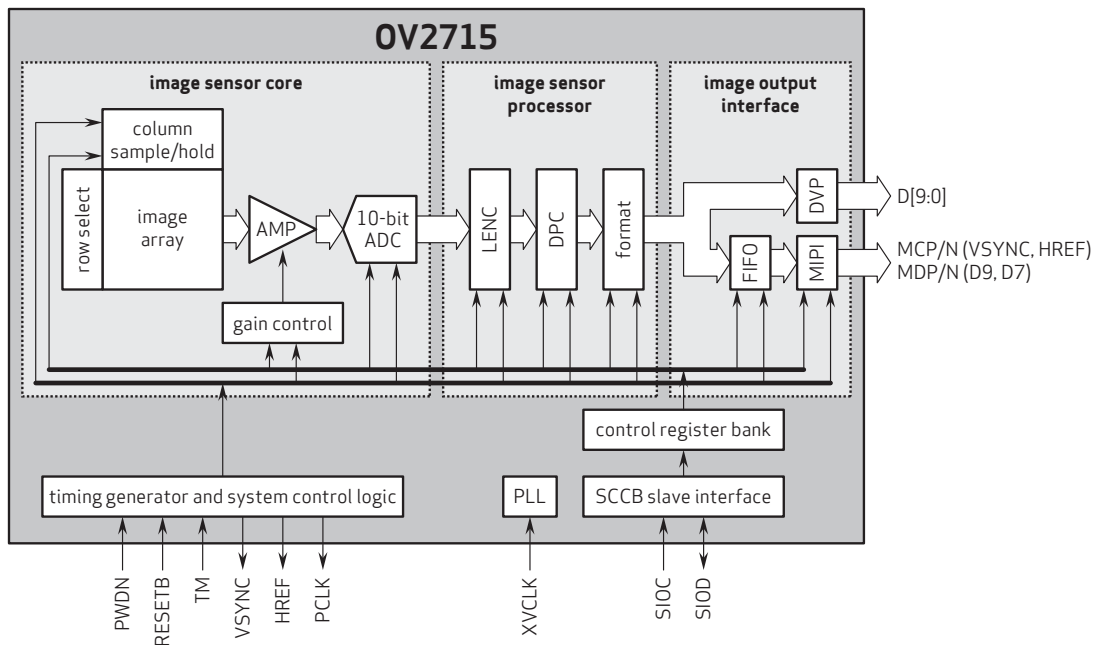 OV2715
image sensor core
image sensor
processor
image output
interface
column
sample/hold
row select
image
array
AMP
10-bit
ADC
gain control
LENC
DPC
format
DVP
FIFO
MIPI
D[9:0]
MCP/N (VSYNC, HREF)
MDP/N (D9, D7)
control register bank
timing generator and system control logic
PLL
SCCB slave interface
PWDN
RESETB
TM
VSYNC
HREF
PCLK
XVCLK
SIOC
SIOD